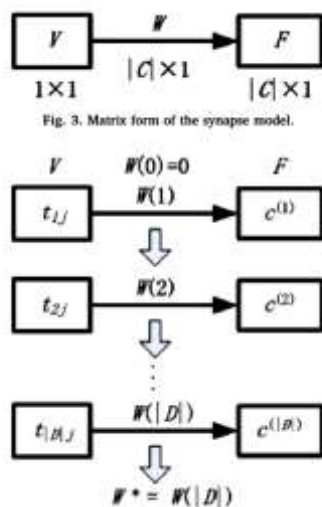 V W F
1×1 |C|×1 |C|×1
Fig. 3. Matrix form of the synapse model.
V W(0)=0 F
t1j W(1) c(1)
t2j W(2) c(2)
⋮
t|D|j W(|D|) c(|D|)
W* = W(|D|)